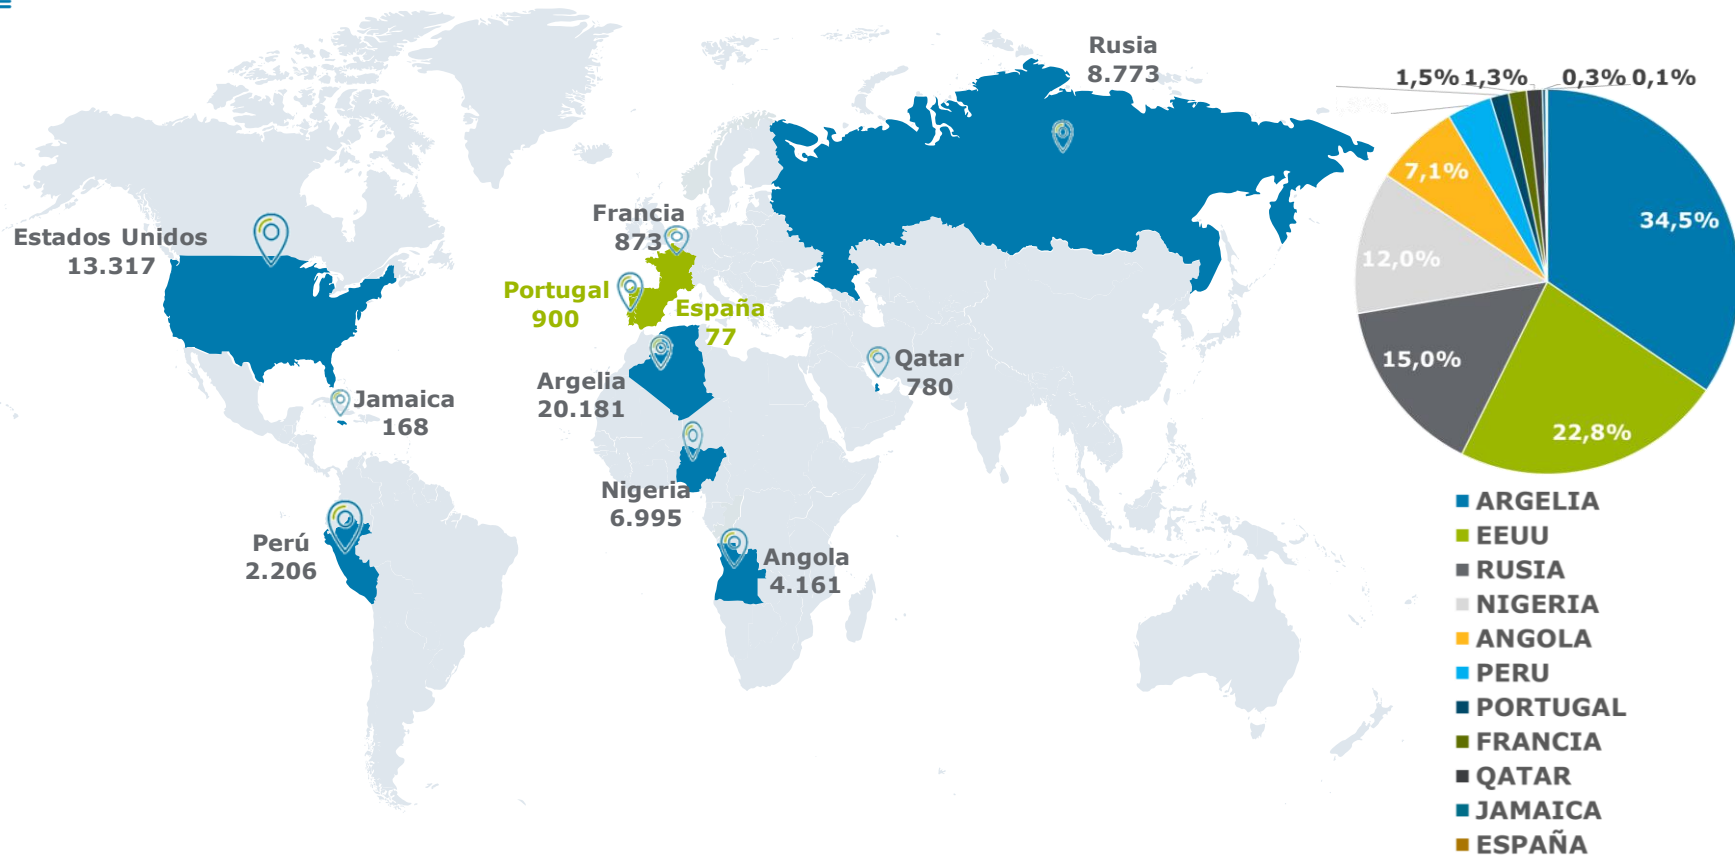 Rusia
8.773
Francia
873
Estados Unidos
13.317
Portugal
900
España
77
Qatar
780
Argelia
20.181
Jamaica
168
Nigeria
6.995
Perú
2.206
Angola
4.161
1,5% 1,3% 0,3% 0,1%
7,1%
34,5%
12,0%
15,0%
22,8%
ARGELIA
EEUU
RUSIA
NIGERIA
ANGOLA
PERU
PORTUGAL
FRANCIA
QATAR
JAMAICA
ESPAÑA